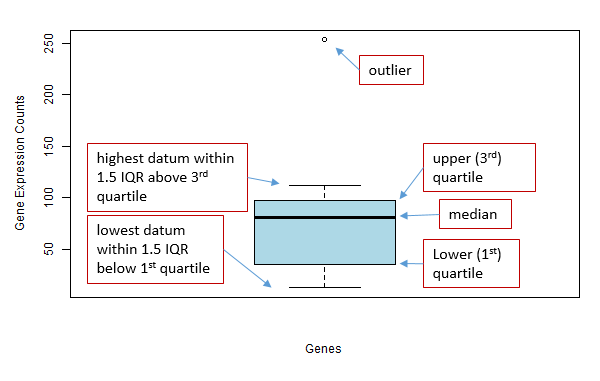 250
200
150
100
50
Gene Expression Counts
outlier
highest datum within
1.5 IQR above 3rd
quartile
upper (3rd)
quartile
median
lowest datum
within 1.5 IQR
below 1st quartile
Lower (1st)
quartile
Genes